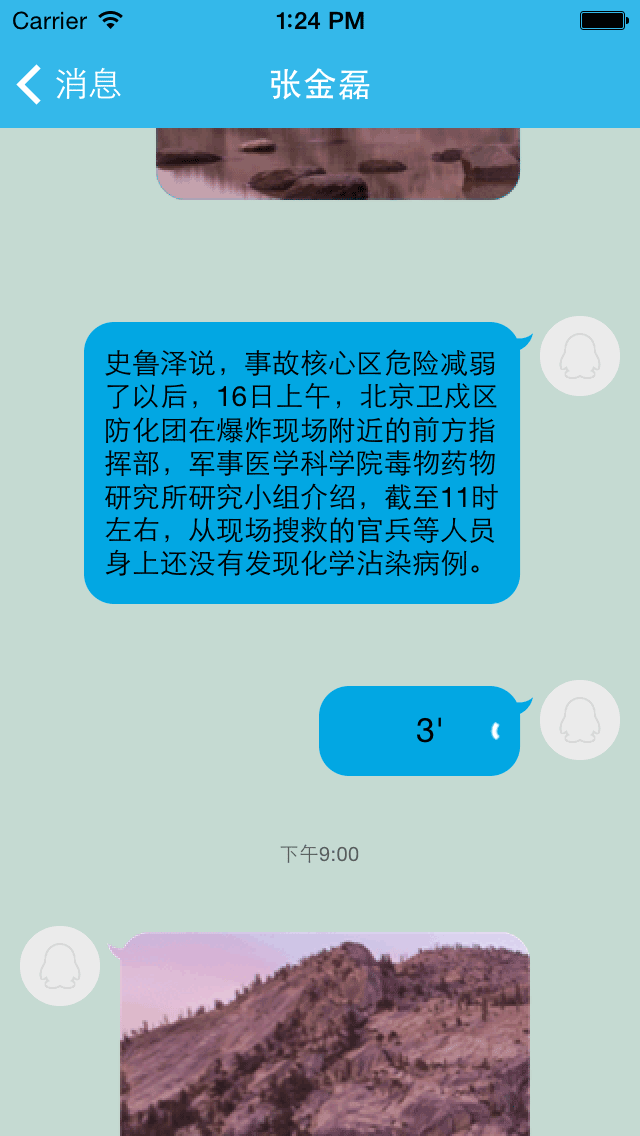 Carrier 1:24 PM
消息 张金磊
史鲁泽说，事故核心区危险减弱
了以后，16日上午，北京卫戍区
防化团在爆炸现场附近的前方指
挥部，军事医学科学院毒物药物
研究所研究小组介绍，截至11时
左右，从现场搜救的官兵等人员
身上还没有发现化学沾染病例。
3'
下午9:00